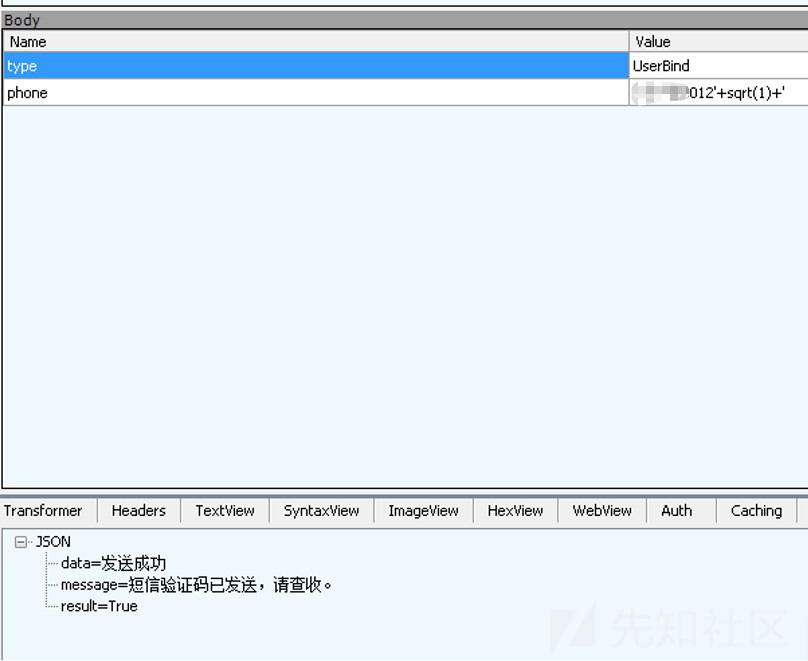 Body
Name Value
type UserBind
phone 012'+sqrt(1)+'
Transformer Headers TextView SyntaxView ImageView HexView WebView Auth Caching
JSON
data=发送成功
message=短信验证码已发送，请查收。
result=True
先知社区